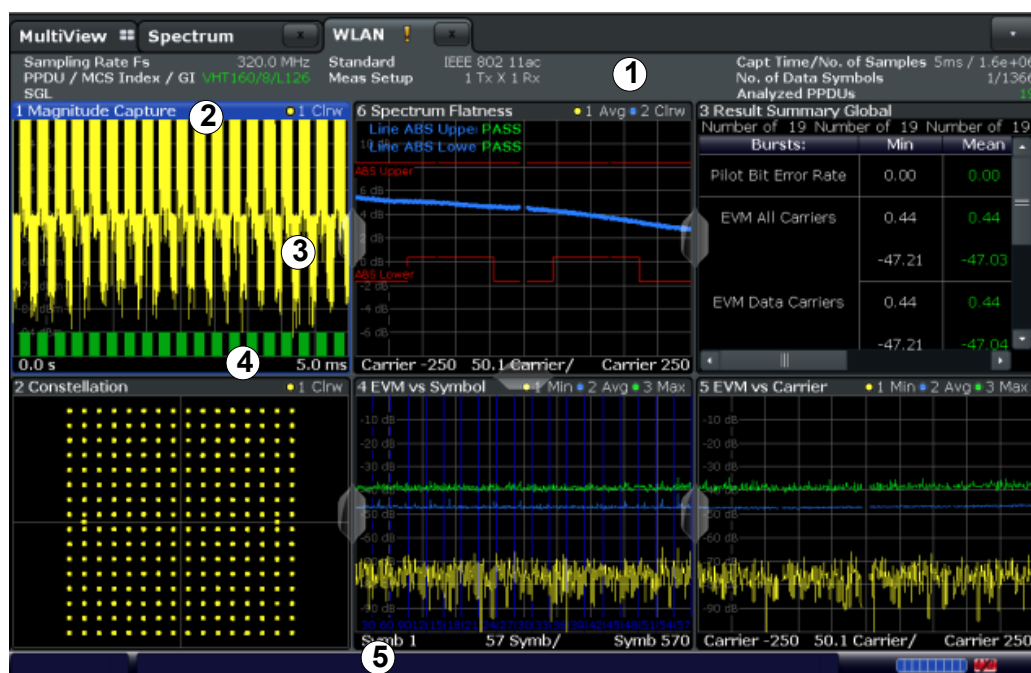 MultiView Spectrum x WLAN ! x
Sampling Rate Fs 320.0 MHz Standard IEEE 802 11ac Capt Time/No. of Samples 5ms / 1.6e+06
PPDU / MCS Index / GI VHT160/8/L126 Meas Setup 1 Tx X 1 Rx No. of Data Symbols 1/1366
SGL Analyzed PPDUs 19
1
1 Magnitude Capture 1 Clrw
2
3
4
0.0 s 5.0 ms
6 Spectrum Flatness 1 Avg 2 Clrw
Line ABS Uppe PASS
Line ABS Lowe PASS
ABS Upper
6 dB
4 dB
2 dB
0 dB
ABS Lower
-2 dB
-4 dB
-6 dB
Carrier -250 50.1 Carrier/ Carrier 250
3 Result Summary Global
Number of 19 Number of 19 Number of 19
Bursts: Min Mean
Pilot Bit Error Rate 0.00 0.00
EVM All Carriers 0.44 0.44
-47.21 -47.03
EVM Data Carriers 0.44 0.44
-47.21 -47.04
2 Constellation 1 Clrw
4 EVM vs Symbol 1 Min 2 Avg 3 Max
-10 dB
-20 dB
-30 dB
-50 dB
-60 dB
-90 dB
Symb 1 57 Symb/ Symb 570
5 EVM vs Carrier 1 Min 2 Avg 3 Max
-10 dB
-20 dB
-30 dB
-50 dB
-60 dB
-90 dB
Carrier -250 50.1 Carrier/ Carrier 250
5